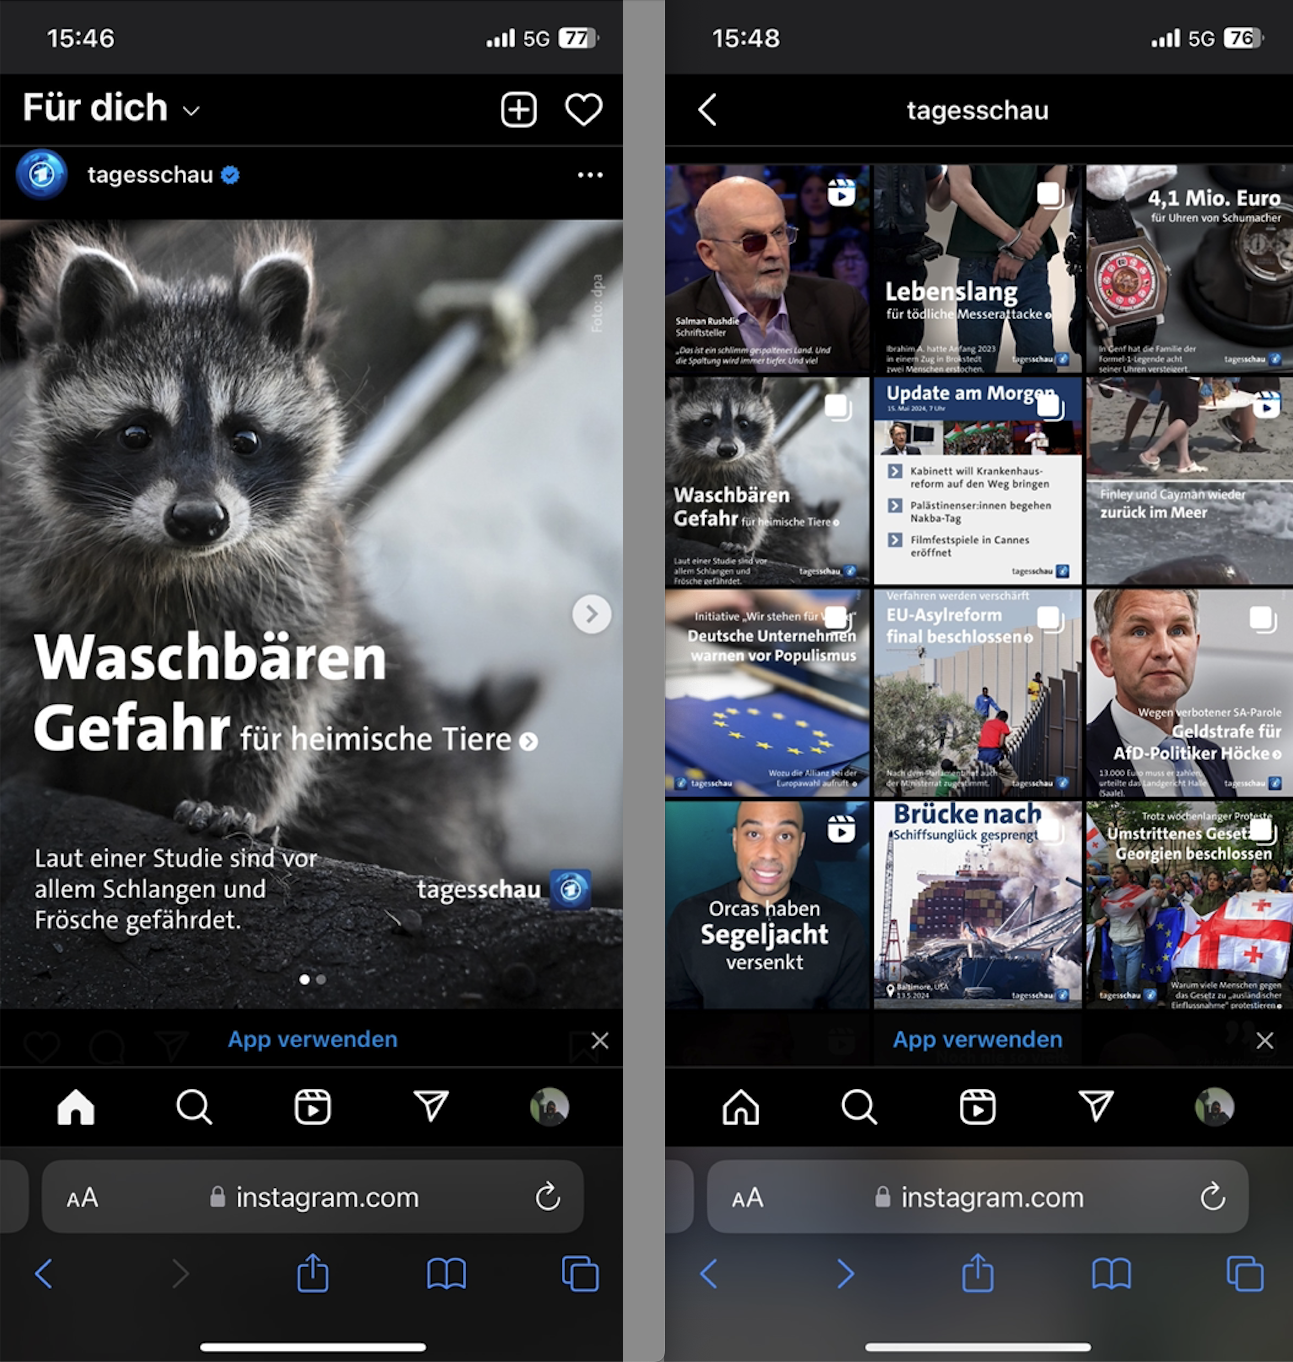 15:46
5G 77
Für dich
tagesschau
Foto: dpa
Waschbären
Gefahr für heimische Tiere
Laut einer Studie sind vor
allem Schlangen und
Frösche gefährdet.
tagesschau
App verwenden
AA
instagram.com
15:48
5G 76
tagesschau
Salman Rushdie
Schriftsteller
„Das ist ein schlimm gespaltenes Land. Und
die Spaltung wird immer tiefer. Und viel
Lebenslang
für tödliche Messerattacke
Ibrahim A. hatte Anfang 2023
in einem Zug in Brokstedt
zwei Menschen erstochen.
tagesschau
4,1 Mio. Euro
für Uhren von Schumacher
In Genf hat die Familie der
Formel-1-Legende acht
seiner Uhren versteigert.
tagesschau
Waschbären
Gefahr für heimische Tiere
Laut einer Studie sind vor
allem Schlangen und
Frösche gefährdet.
tagesschau
Update am Morgen
15. Mai 2024, 7 Uhr
Kabinett will Krankenhaus-
reform auf den Weg bringen
Palästinenser:innen begehen
Nakba-Tag
Filmfestspiele in Cannes
eröffnet
tagesschau
Finley und Cayman wieder
zurück im Meer
Initiative „Wir stehen für
Deutsche Unternehmen
warnen vor Populismus
tagesschau
Wozu die Allianz bei der
Europawahl aufruft
Verfahren werden verschärft
EU-Asylreform
final beschlossen
Nach dem Parlament hat auch
der Ministerrat zugestimmt.
tagesschau
Wegen verbotener SA-Parole
Geldstrafe für
AfD-Politiker Höcke
13.000 Euro muss er zahlen,
urteilte das Landgericht Halle
(Saale).
tagesschau
Orcas haben
Segeljacht
versenkt
Brücke nach
Schiffsunglück gesprengt
Baltimore, USA
13.5.2024
tagesschau
Trotz wochenlanger Proteste
Umstrittenes Gesetz
Georgien beschlossen
tagesschau
Warum viele Menschen gegen
das Gesetz zu „ausländischer
Einflussnahme" protestieren
App verwenden
AA
instagram.com